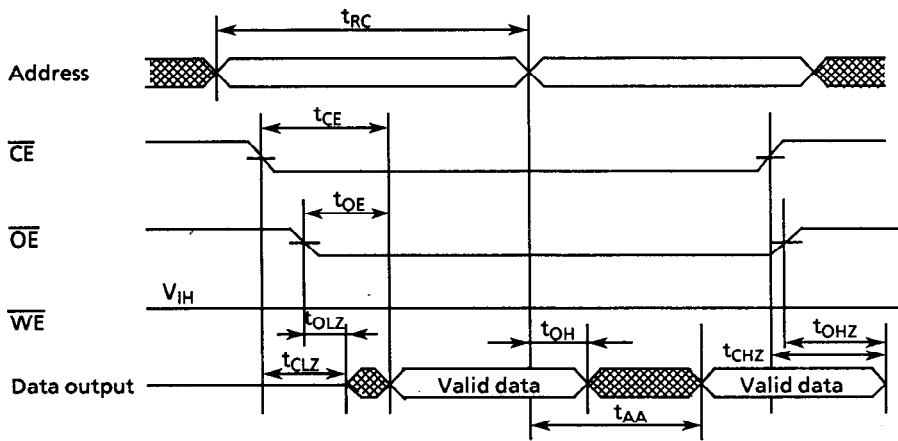 tRC
Address
tCE
CE
tOE
OE
VIH
WE
tOLZ
tOH
tOHZ
tCLZ
tCHZ
Data output
Valid data
Valid data
tAA